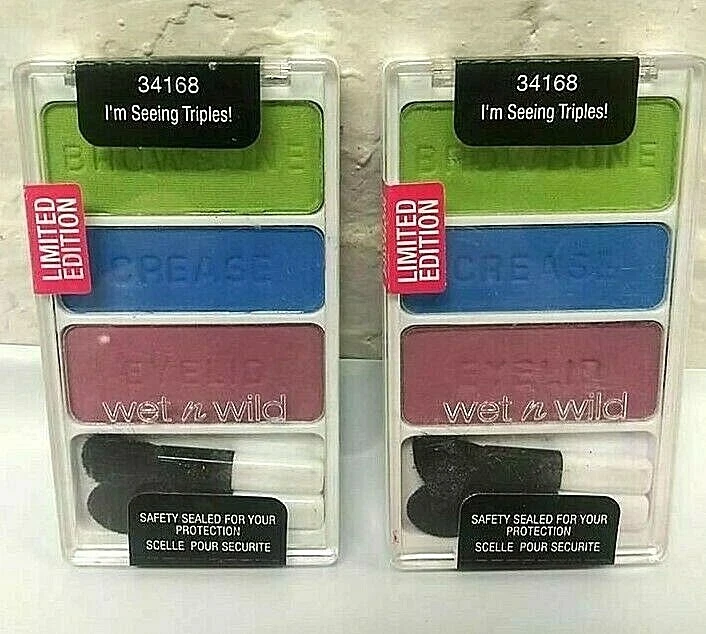 34168
I'm Seeing Triples!
BROWBONE
LIMITED
EDITION
CREASE
EYELID
wet n wild
SAFETY SEALED FOR YOUR
PROTECTION
SCELLE POUR SECURITE
34168
I'm Seeing Triples!
BROWBONE
LIMITED
EDITION
CREASE
EYELID
wet n wild
SAFETY SEALED FOR YOUR
PROTECTION
SCELLE POUR SECURITE